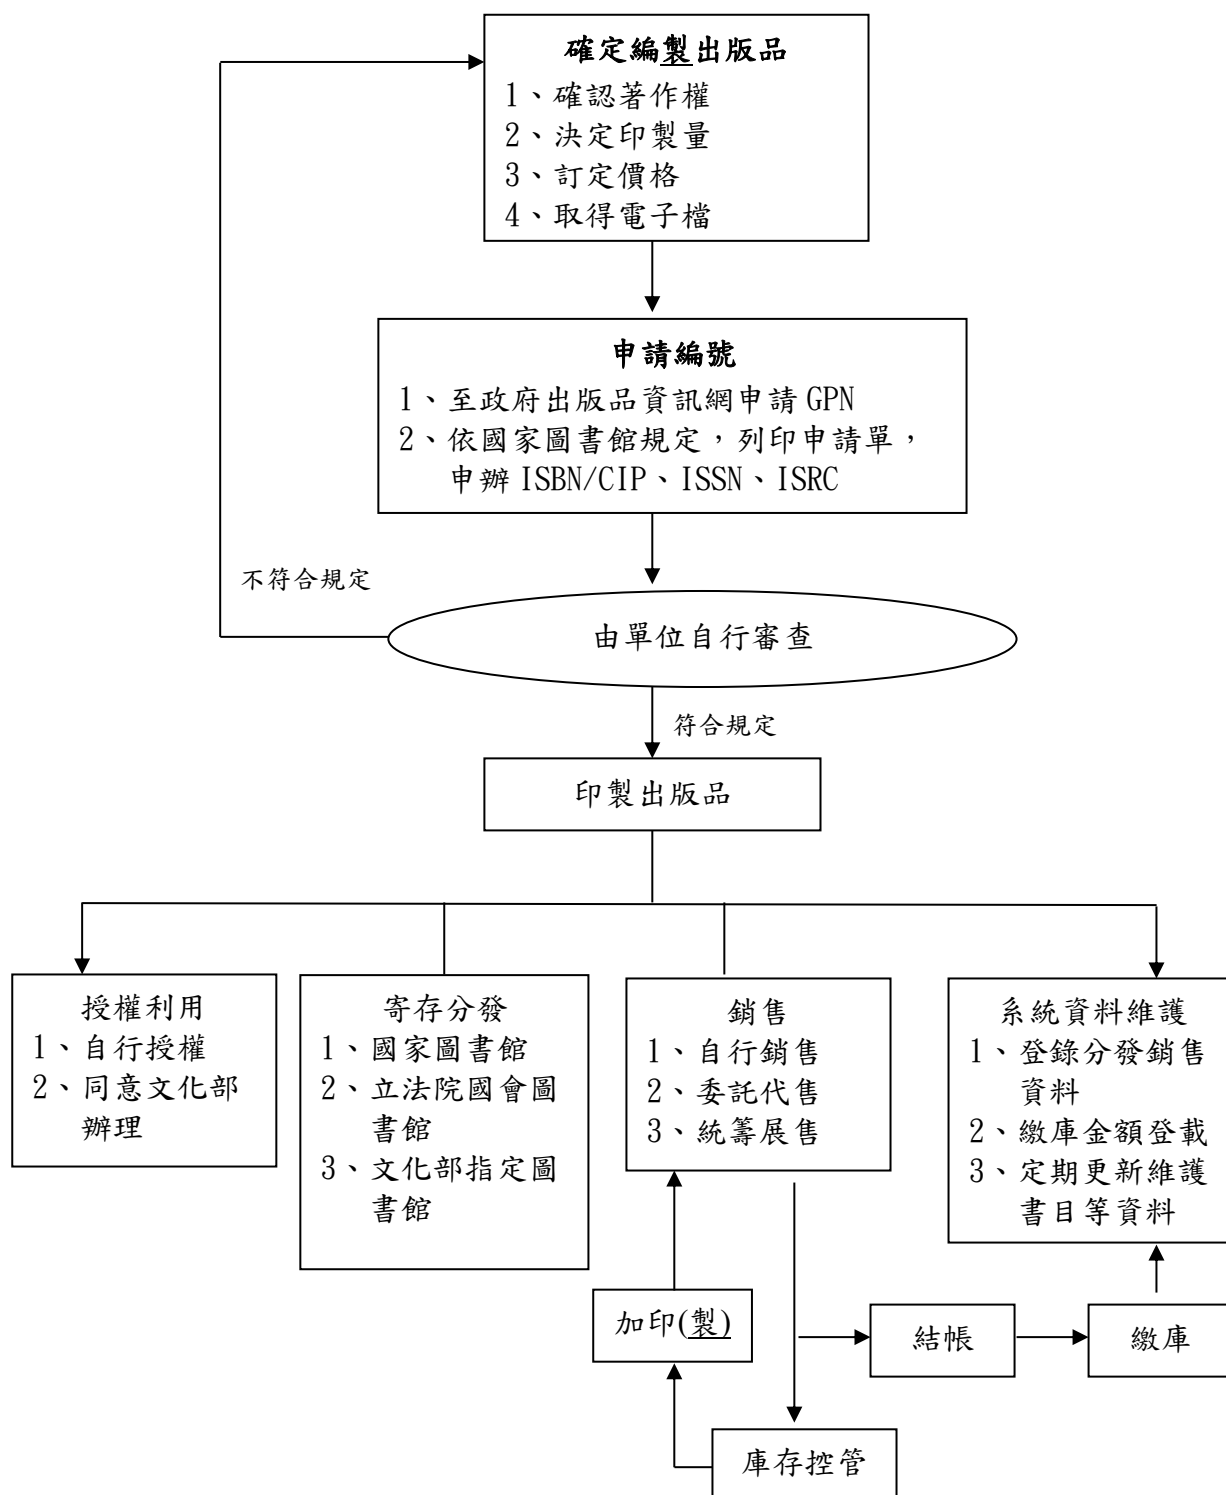 確定編製出版品
1、確認著作權
2、決定印製量
3、訂定價格
4、取得電子檔
申請編號
1、至政府出版品資訊網申請 GPN
2、依國家圖書館規定，列印申請單，
申辦 ISBN/CIP、ISSN、ISRC
不符合規定
由單位自行審查
符合規定
印製出版品
授權利用
1、自行授權
2、同意文化部
辦理
寄存分發
1、國家圖書館
2、立法院國會圖
書館
3、文化部指定圖
書館
銷售
1、自行銷售
2、委託代售
3、統籌展售
系統資料維護
1、登錄分發銷售
資料
2、繳庫金額登載
3、定期更新維護
書目等資料
加印(製)
結帳
繳庫
庫存控管